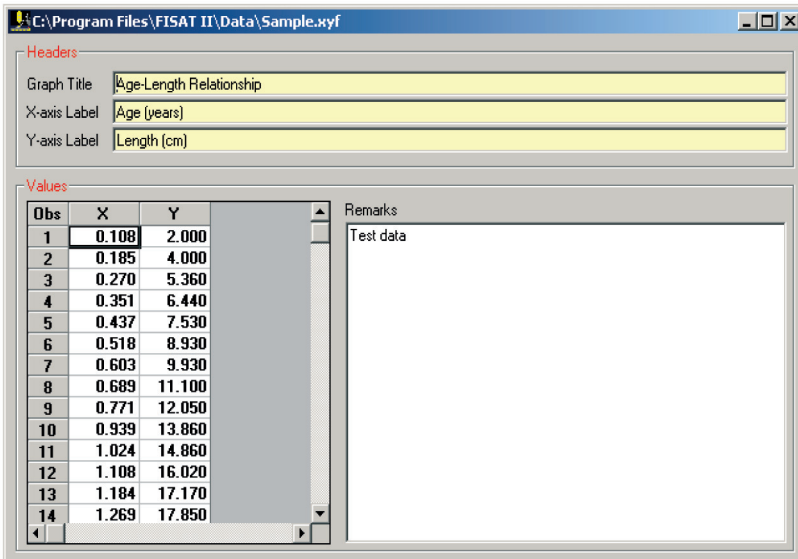 C:\Program Files\FISAT II\Data\Sample.xyf
Headers
Graph Title Age-Length Relationship
X-axis Label Age (years)
Y-axis Label Length (cm)
Values
Obs X Y
1 0.108 2.000
2 0.185 4.000
3 0.270 5.360
4 0.351 6.440
5 0.437 7.530
6 0.518 8.930
7 0.603 9.930
8 0.689 11.100
9 0.771 12.050
10 0.939 13.860
11 1.024 14.860
12 1.108 16.020
13 1.184 17.170
14 1.269 17.850
Remarks
Test data